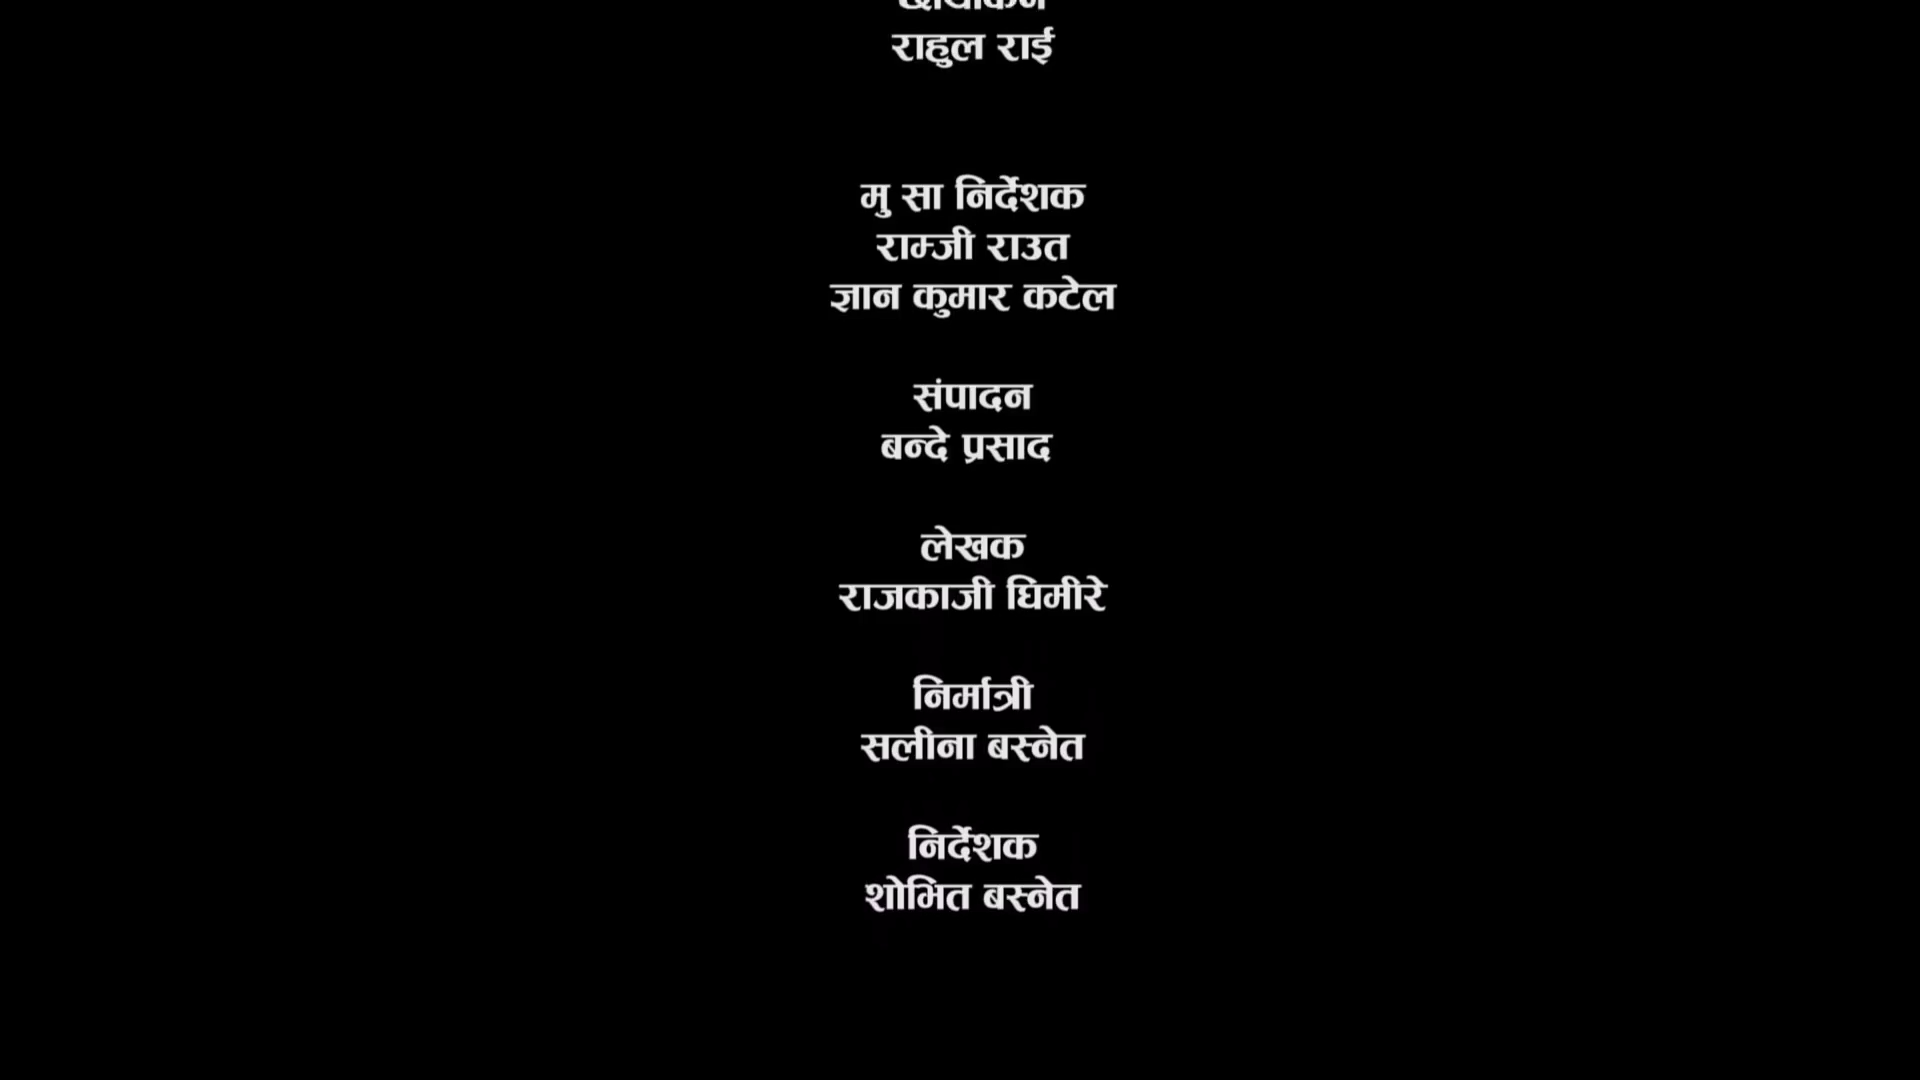 राहुल राई
मु सा निर्देशक
राम्जी राउत
ज्ञान कुमार कटेल
संपादन
बन्दे प्रसाद
लेखक
राजकाजी घिमीरे
निर्मात्री
सलीना बस्नेत
निर्देशक
शोभित बस्नेत